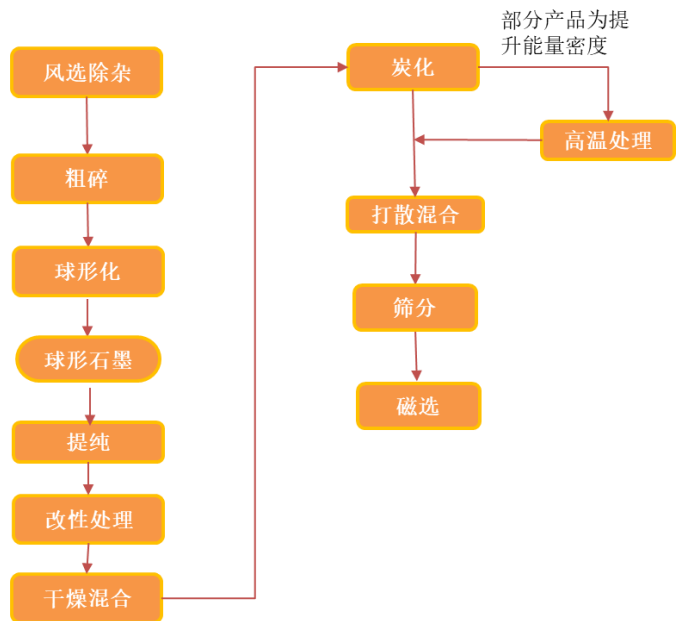 风选除杂
粗碎
球形化
球形石墨
提纯
改性处理
干燥混合
炭化
部分产品为提
升能量密度
高温处理
打散混合
筛分
磁选